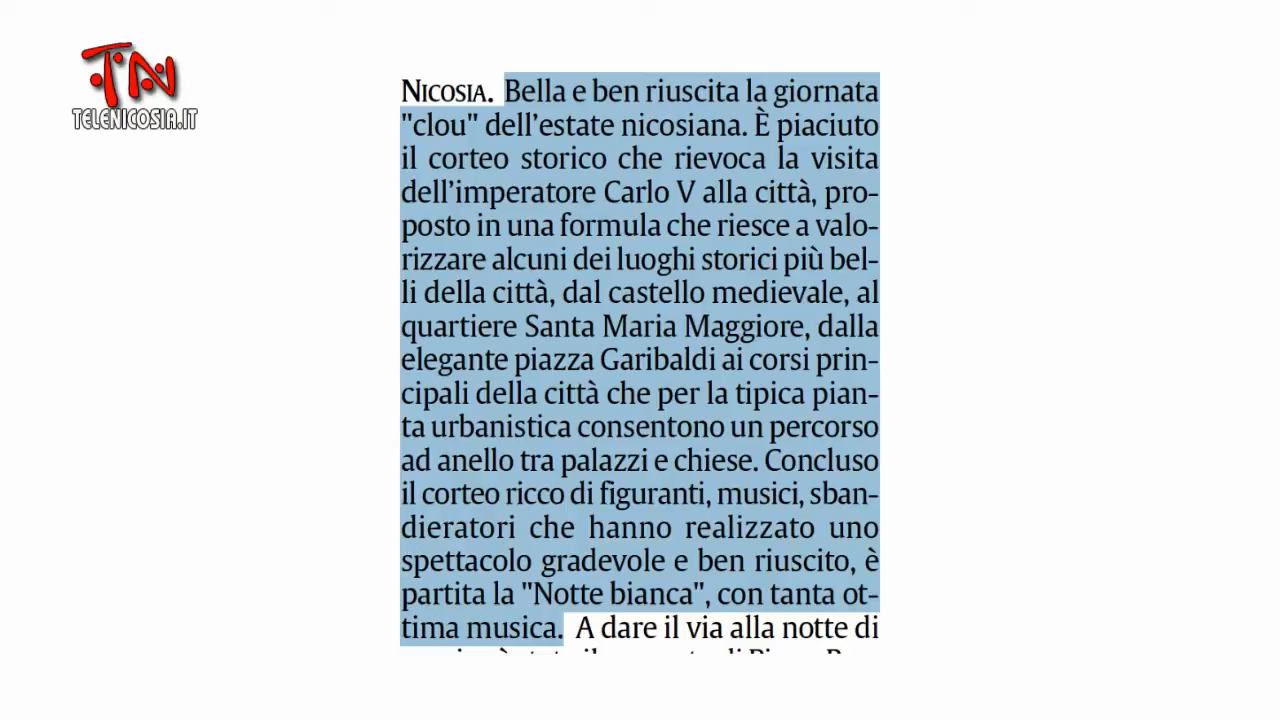 TN
TELENICOSIA.IT
NICOSIA. Bella e ben riuscita la giornata
"clou" dell'estate nicosiana. È piaciuto
il corteo storico che rievoca la visita
dell'imperatore Carlo V alla città, pro-
posto in una formula che riesce a valo-
rizzare alcuni dei luoghi storici più bel-
li della città, dal castello medievale, al
quartiere Santa Maria Maggiore, dalla
elegante piazza Garibaldi ai corsi prin-
cipali della città che per la tipica pian-
ta urbanistica consentono un percorso
ad anello tra palazzi e chiese. Concluso
il corteo ricco di figuranti, musici, sban-
dieratori che hanno realizzato uno
spettacolo gradevole e ben riuscito, è
partita la "Notte bianca", con tanta ot-
tima musica. A dare il via alla notte di